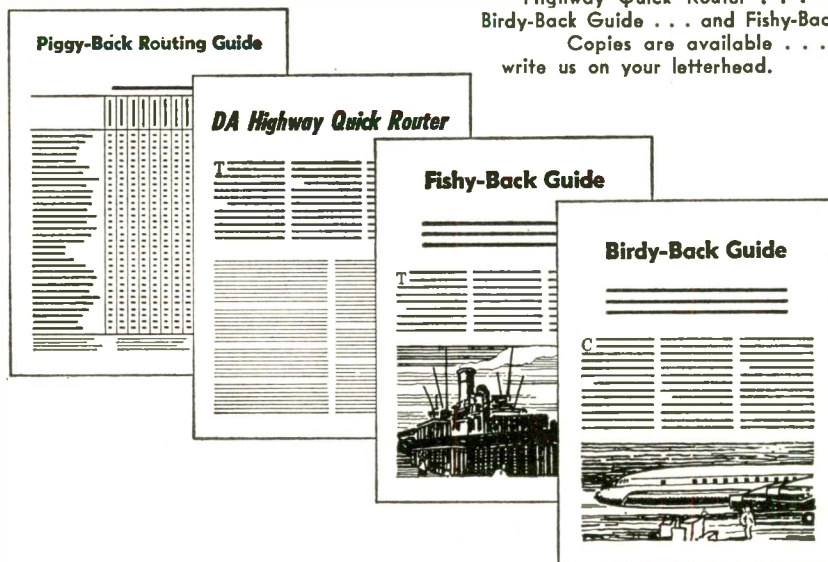 Highway Quick Router . . .
Birdy-Back Guide . . . and Fishy-Bac
Copies are available . . .
write us on your letterhead.
Piggy-Back Routing Guide
DA Highway Quick Router
T
Fishy-Back Guide
T
Birdy-Back Guide
C